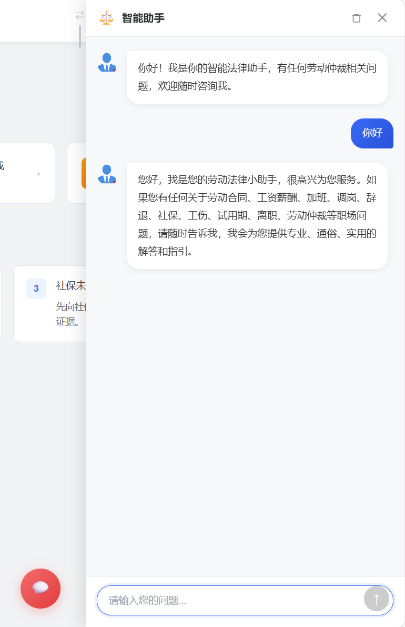 智能助手
你好！我是你的智能法律助手，有任何劳动仲裁相关问
题，欢迎随时咨询我。
你好
您好，我是您的劳动法律小助手，很高兴为您服务。如
果您有任何关于劳动合同、工资薪酬、加班、调岗、辞
退、社保、工伤、试用期、离职、劳动仲裁等职场问
题，请随时告诉我，我会为您提供专业、通俗、实用的
解答和指引。
3
社保未
先向社
证据。
请输入您的问题...